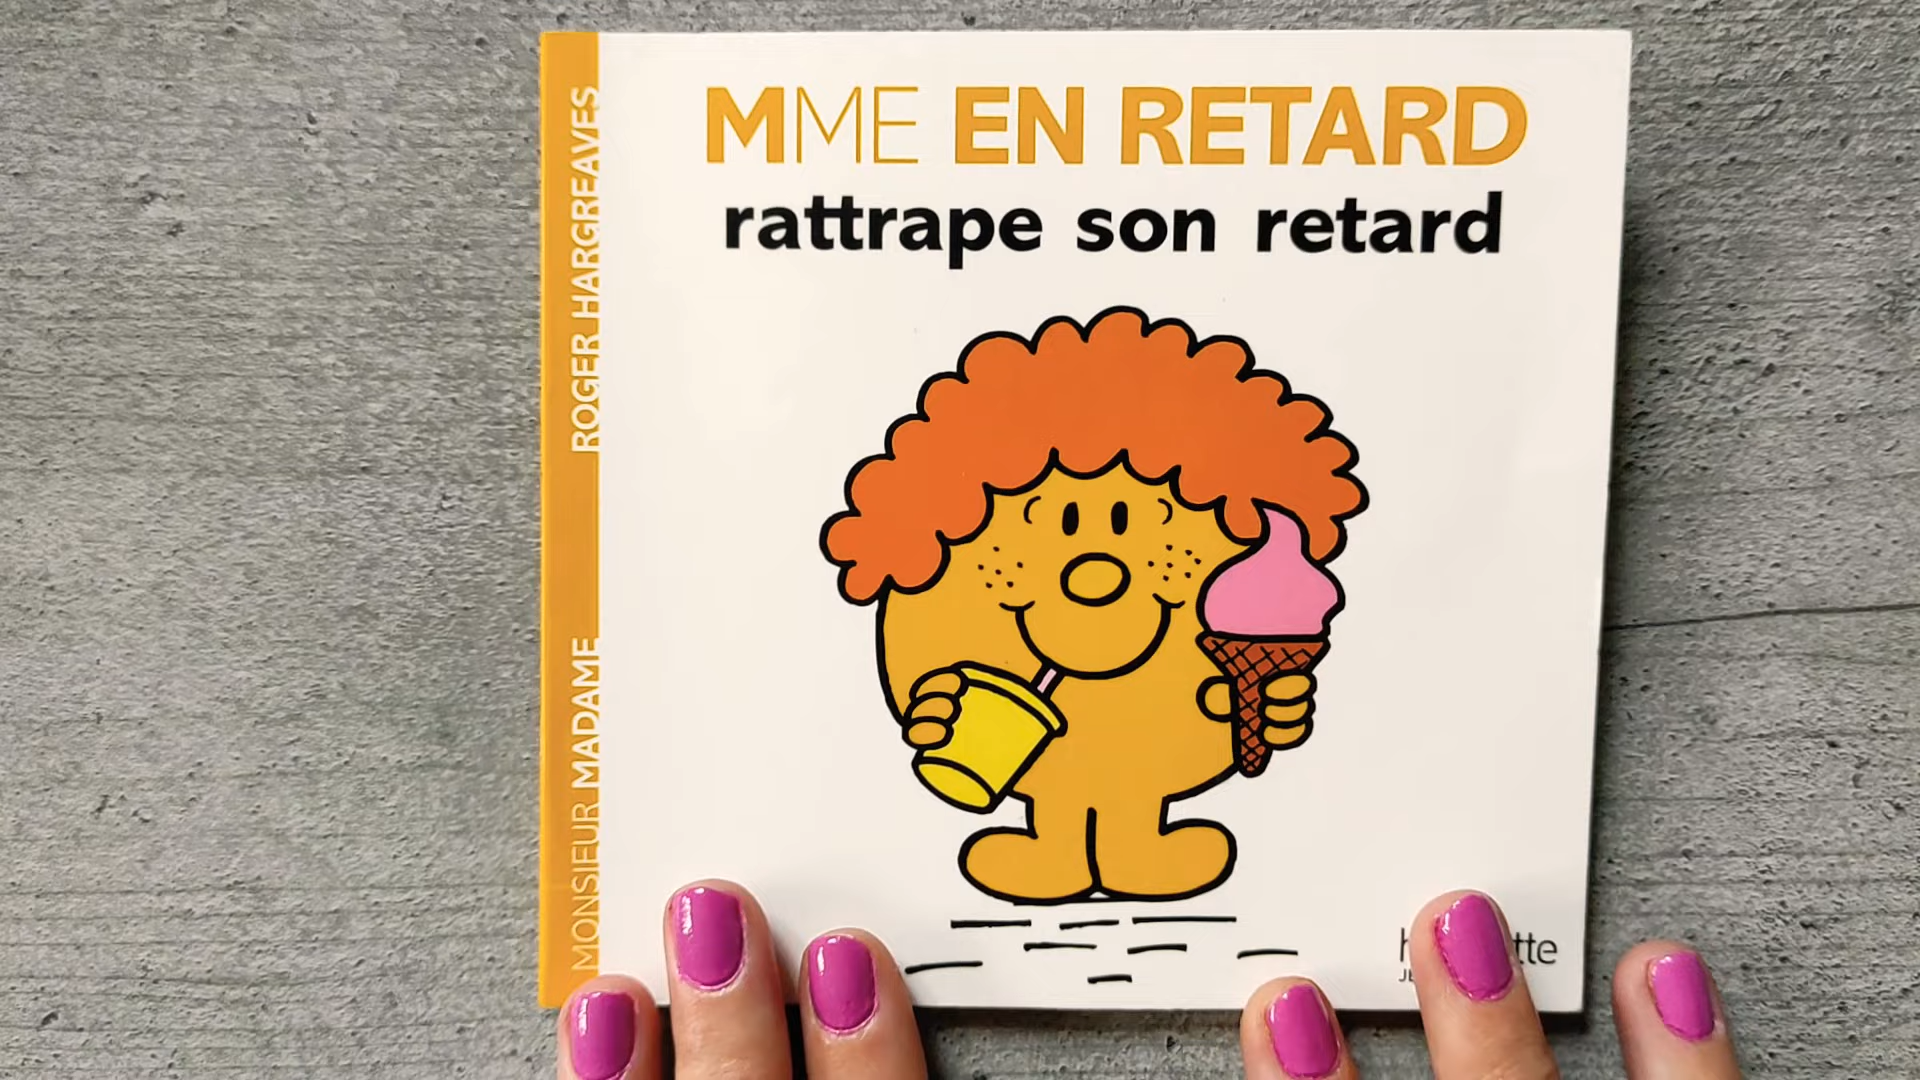 MME EN RETARD
rattrape son retard
ROGER HARGREAVES
MONSIEUR MADAME